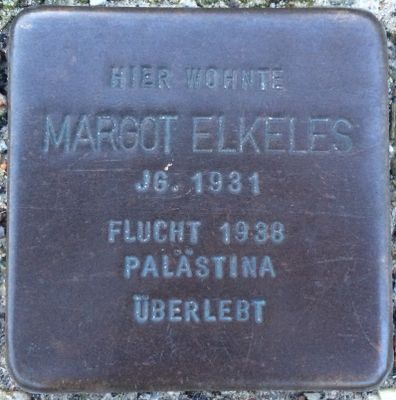 HIER WOHNTE
MARGOT ELKELES
JG. 1931
FLUCHT 1938
PALÄSTINA
ÜBERLEBT